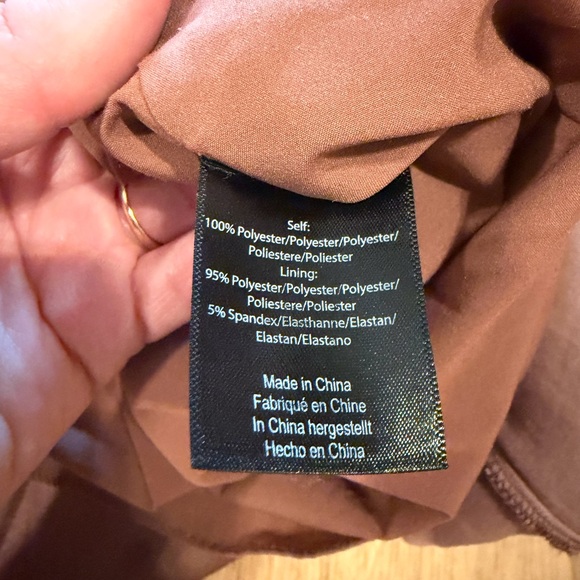 Self:
100% Polyester/Polyester/Polyester/
Poliestere/Poliester
Lining:
95% Polyester/Polyester/Polyester/
Poliestere/Poliester
5% Spandex/Elasthanne/Elastan/
Elastan/Elastano
Made in China
Fabriqué en Chine
In China hergestellt
Hecho en China